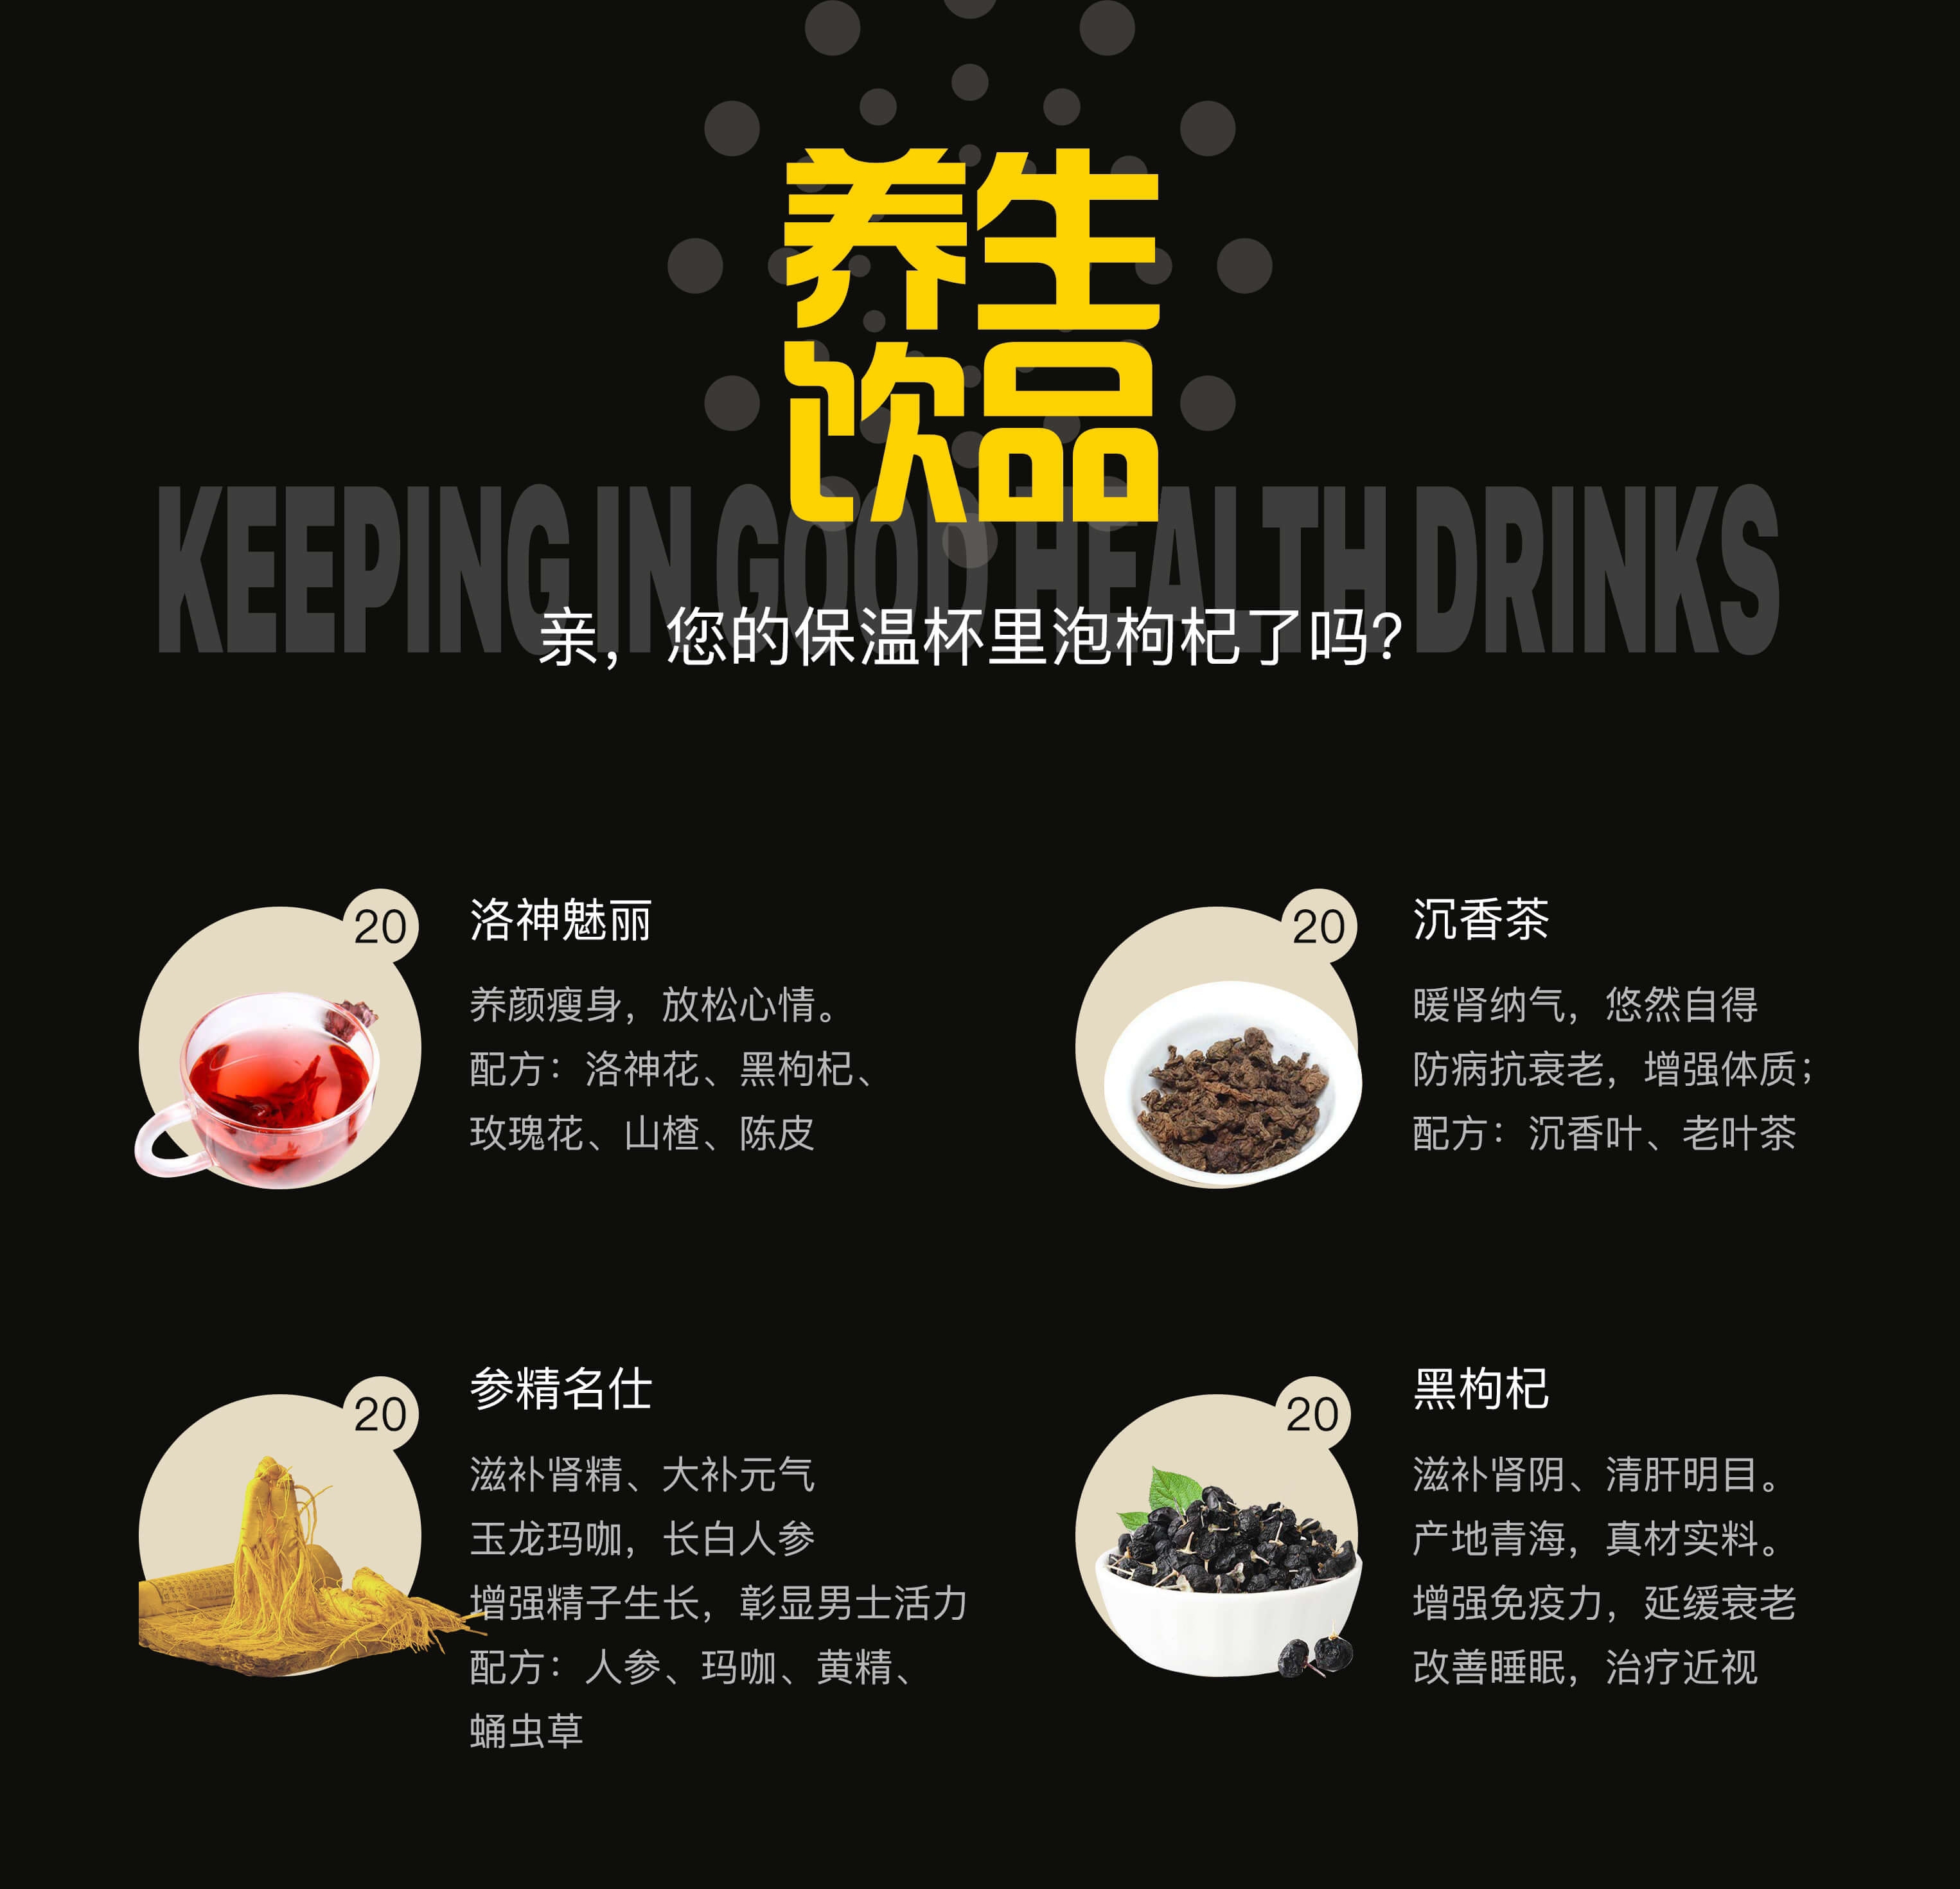 养生
饮品
KEEPING IN GOOD HEALTH DRINKS
亲，您的保温杯里泡枸杞了吗？
20
洛神魅丽
养颜瘦身，放松心情。
配方：洛神花、黑枸杞、
玫瑰花、山楂、陈皮
20
沉香茶
暖肾纳气，悠然自得
防病抗衰老，增强体质；
配方：沉香叶、老叶茶
20
参精名仕
滋补肾精、大补元气
玉龙玛咖，长白人参
增强精子生长，彰显男士活力
配方：人参、玛咖、黄精、
蛹虫草
20
黑枸杞
滋补肾阴、清肝明目。
产地青海，真材实料。
增强免疫力，延缓衰老
改善睡眠，治疗近视